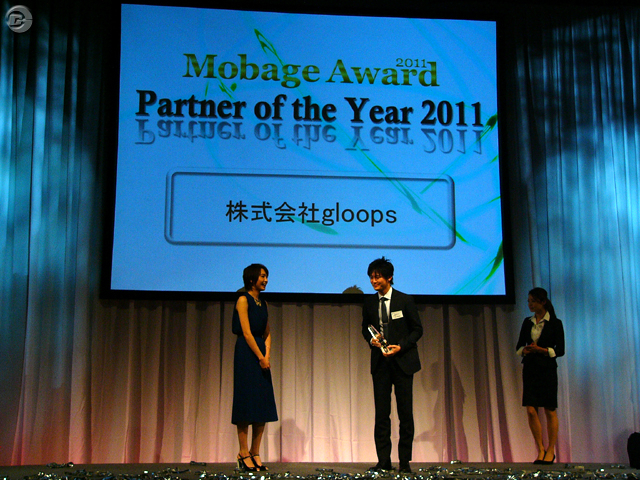 Mobage Award
2011
Partner of the Year 2011
株式会社gloops